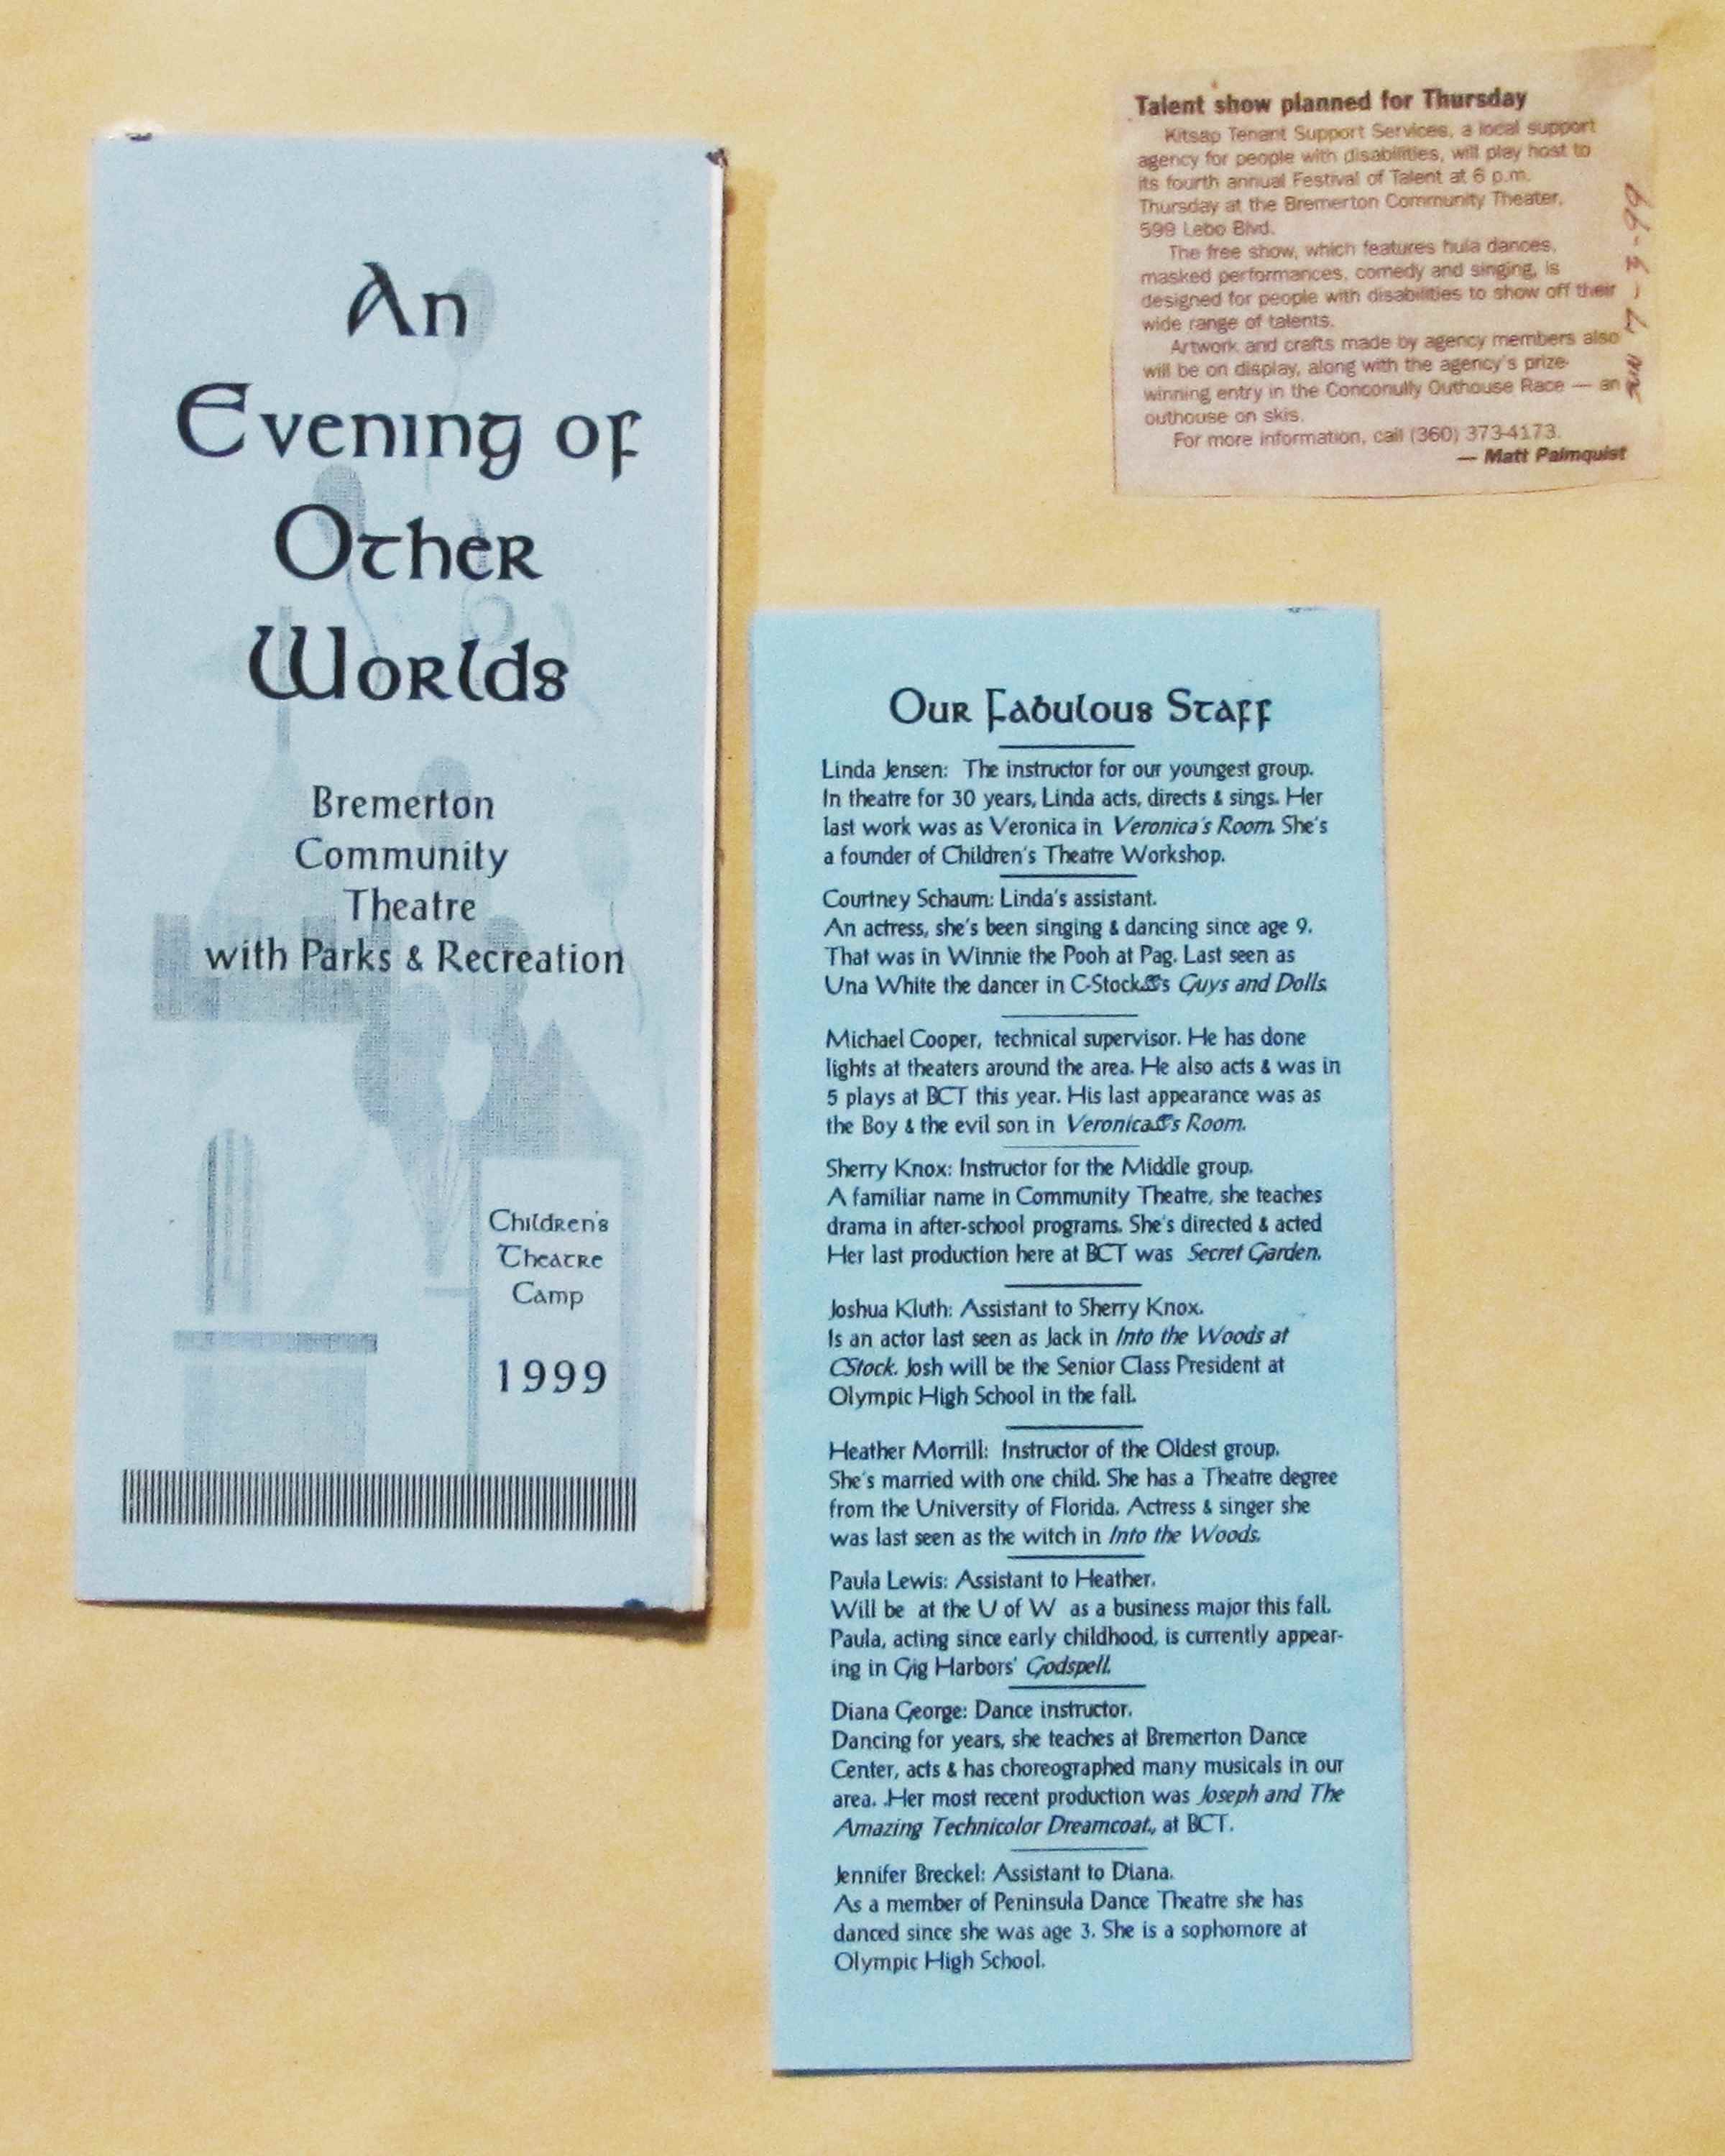 An
Evening of
Other
Worlds
Bremerton
Community
Theatre
with Parks & Recreation
Children's
Theatre
Camp
1999
Talent show planned for Thursday
Kitsap Tenant Support Services, a local support
agency for people with disabilities, will play host to
its fourth annual Festival of Talent at 6 p.m.
Thursday at the Bremerton Community Theater,
599 Lebo Blvd.
The free show, which features hula dances,
masked performances, comedy and singing, is
designed for people with disabilities to show off their
wide range of talents.
Artwork and crafts made by agency members also
will be on display, along with the agency's prize-
winning entry in the Conconully Outhouse Race — an
outhouse on skis.
For more information, call (360) 373-4173.
— Matt Palmquist
Sun 7-3-99
Our Fabulous Staff
Linda Jensen: The instructor for our youngest group.
In theatre for 30 years, Linda acts, directs & sings. Her
last work was as Veronica in Veronica's Room. She's
a founder of Children's Theatre Workshop.
Courtney Schaum: Linda's assistant.
An actress, she's been singing & dancing since age 9.
That was in Winnie the Pooh at Pag. Last seen as
Una White the dancer in C-Stock's Guys and Dolls.
Michael Cooper, technical supervisor. He has done
lights at theaters around the area. He also acts & was in
5 plays at BCT this year. His last appearance was as
the Boy & the evil son in Veronica's Room.
Sherry Knox: Instructor for the Middle group.
A familiar name in Community Theatre, she teaches
drama in after-school programs. She's directed & acted
Her last production here at BCT was Secret Garden.
Joshua Kluth: Assistant to Sherry Knox.
Is an actor last seen as Jack in Into the Woods at
CStock. Josh will be the Senior Class President at
Olympic High School in the fall.
Heather Morrill: Instructor of the Oldest group.
She's married with one child. She has a Theatre degree
from the University of Florida. Actress & singer she
was last seen as the witch in Into the Woods.
Paula Lewis: Assistant to Heather.
Will be at the U of W as a business major this fall.
Paula, acting since early childhood, is currently appear-
ing in Gig Harbors' Godspell.
Diana George: Dance instructor.
Dancing for years, she teaches at Bremerton Dance
Center, acts & has choreographed many musicals in our
area. .Her most recent production was Joseph and The
Amazing Technicolor Dreamcoat., at BCT.
Jennifer Breckel: Assistant to Diana.
As a member of Peninsula Dance Theatre she has
danced since she was age 3. She is a sophomore at
Olympic High School.